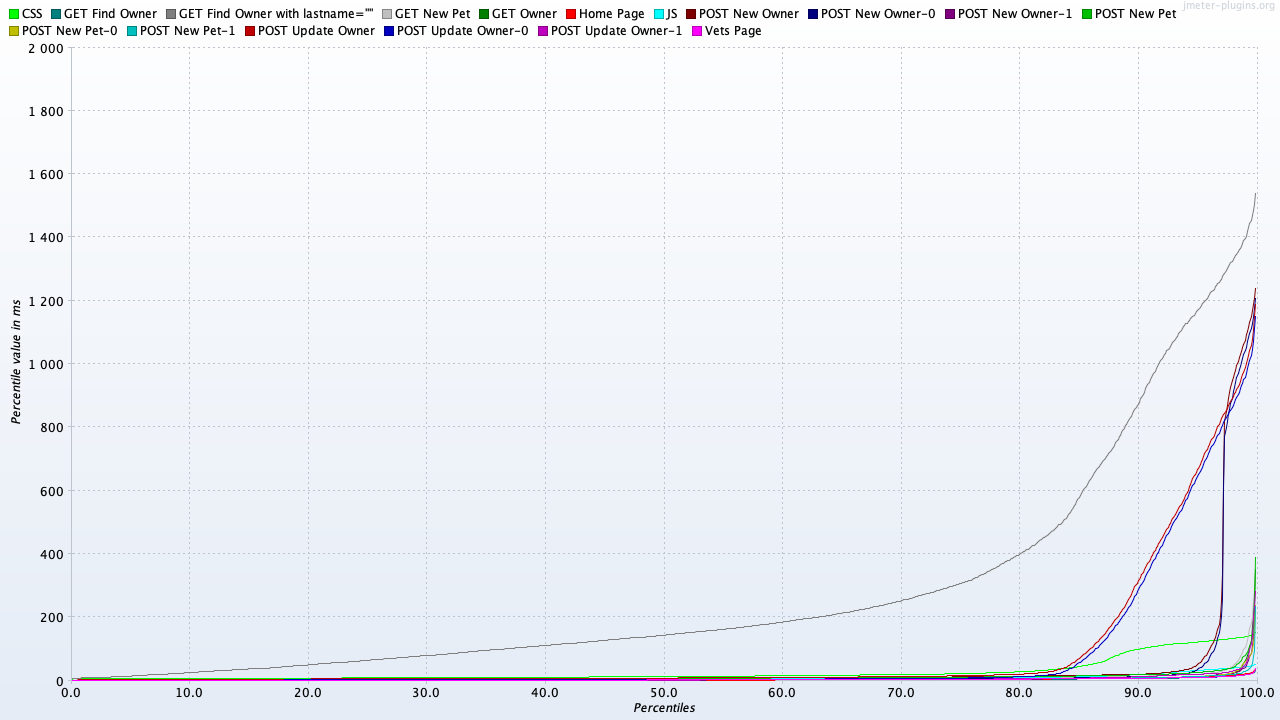 jmeter-plugins.org
CSS GET Find Owner GET Find Owner with lastname="" GET New Pet GET Owner Home Page JS POST New Owner POST New Owner-0 POST New Owner-1 POST New Pet
POST New Pet-0 POST New Pet-1 POST Update Owner POST Update Owner-0 POST Update Owner-1 Vets Page
2 000
1 800
1 600
1 400
1 200
1 000
800
600
400
200
0
Percentile value in ms
0.0 10.0 20.0 30.0 40.0 50.0 60.0 70.0 80.0 90.0 100.0
Percentiles